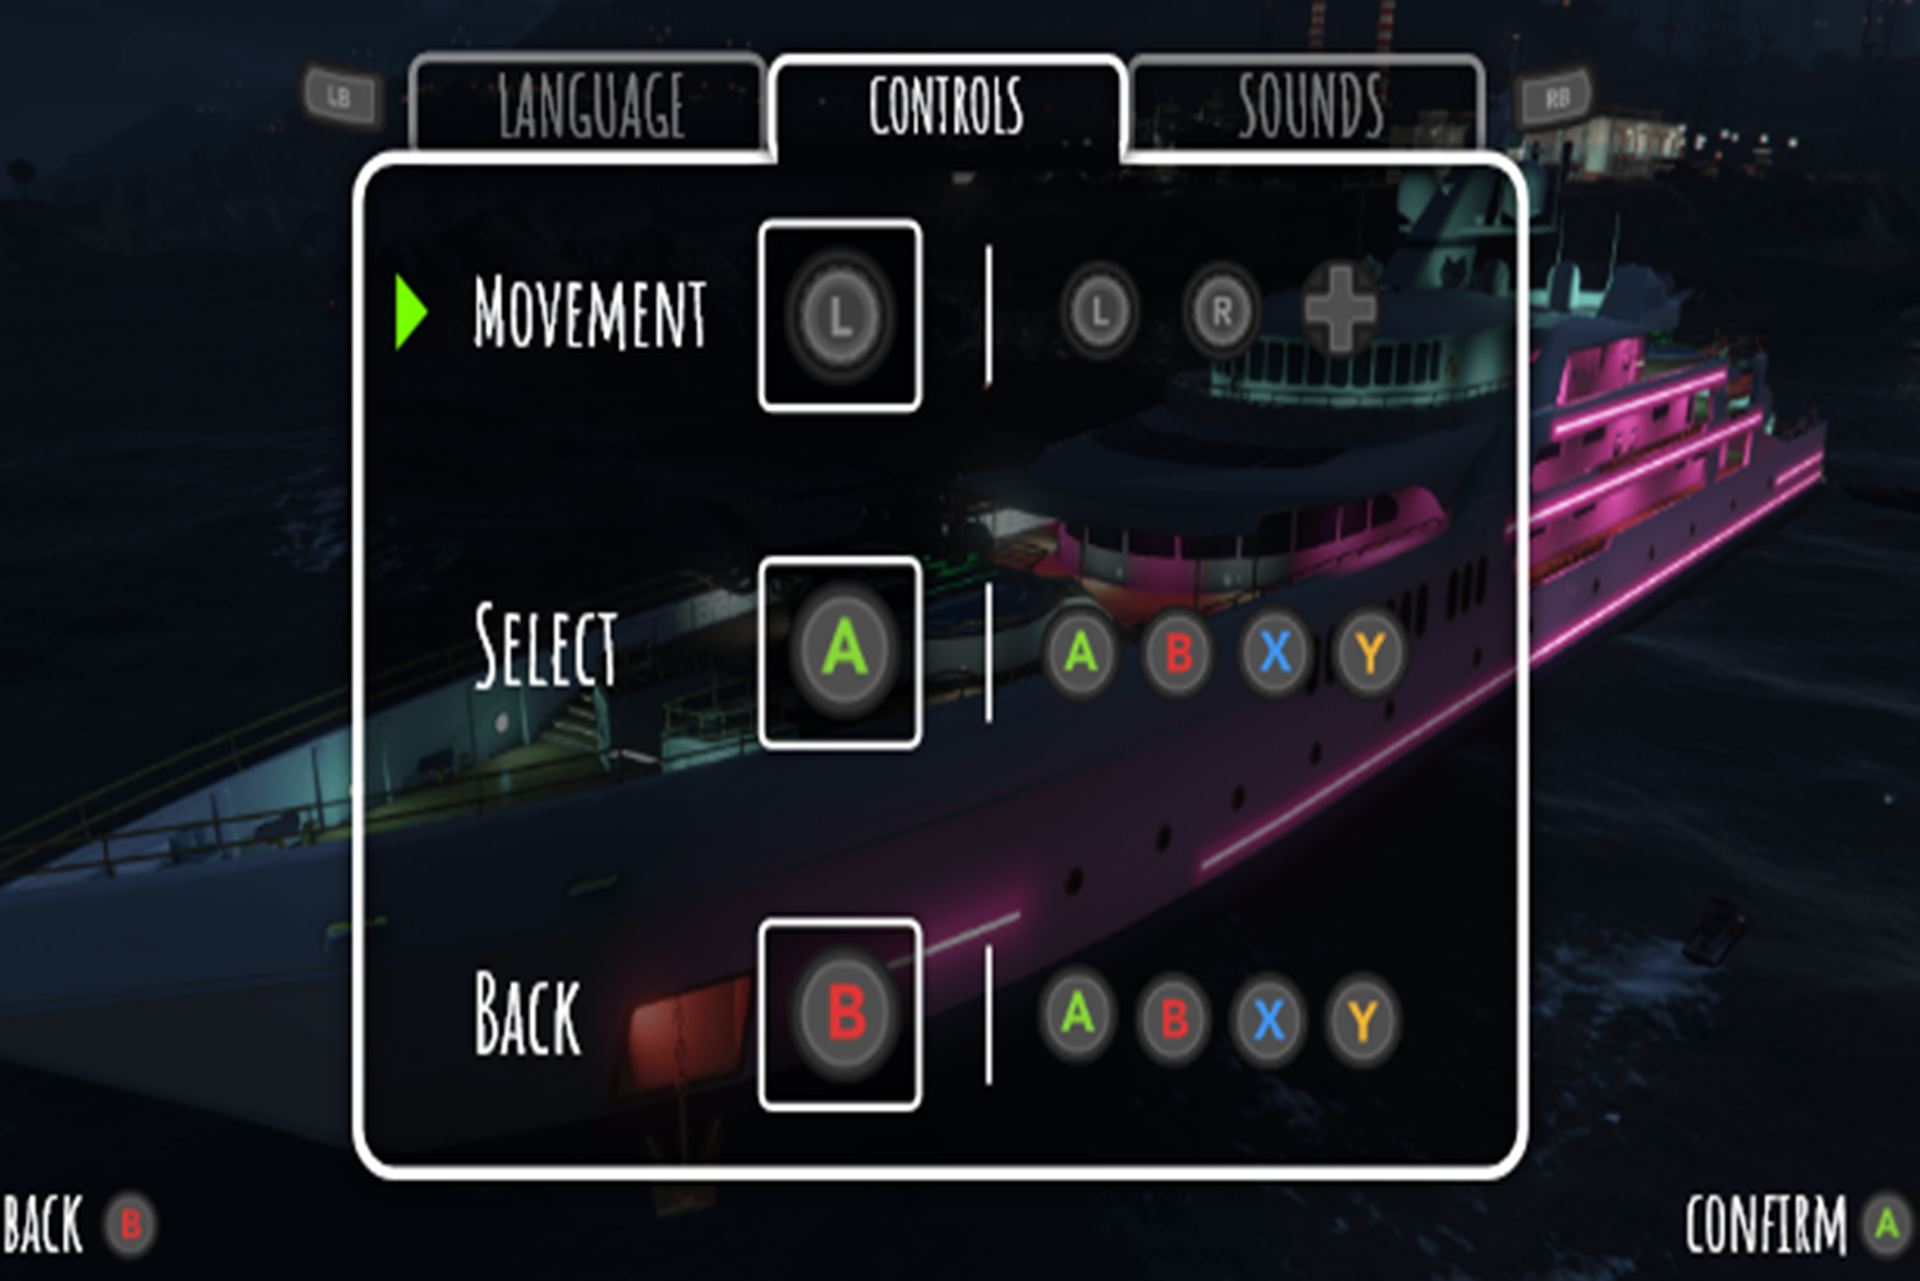 LB LANGUAGE CONTROLS SOUNDS RB
MOVEMENT L L R
SELECT A A B X Y
BACK B A B X Y
BACK B CONFIRM A